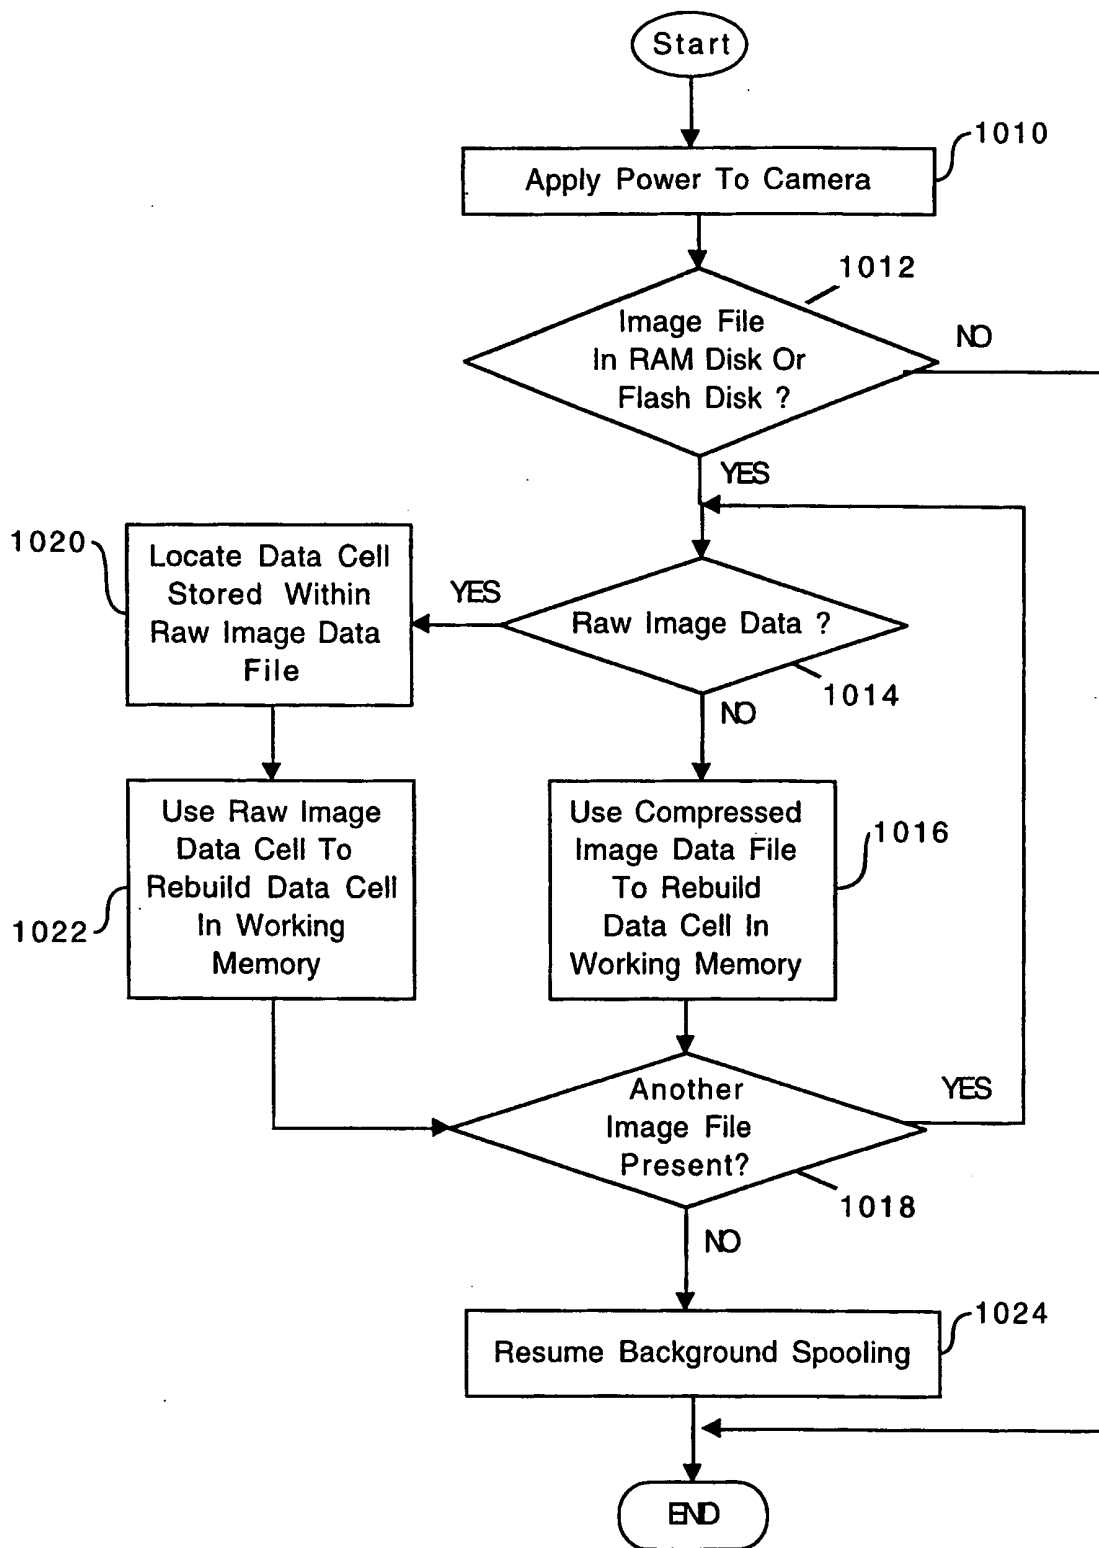 Start
1010
Apply Power To Camera
1012
Image File
In RAM Disk Or
Flash Disk ?
NO
YES
1020
Locate Data Cell
Stored Within
Raw Image Data
File
YES
Raw Image Data ?
1014
NO
Use Raw Image
Data Cell To
Rebuild Data Cell
In Working
Memory
1022
Use Compressed
Image Data File
To Rebuild
Data Cell In
Working Memory
1016
Another
Image File
Present?
YES
1018
NO
1024
Resume Background Spooling
END